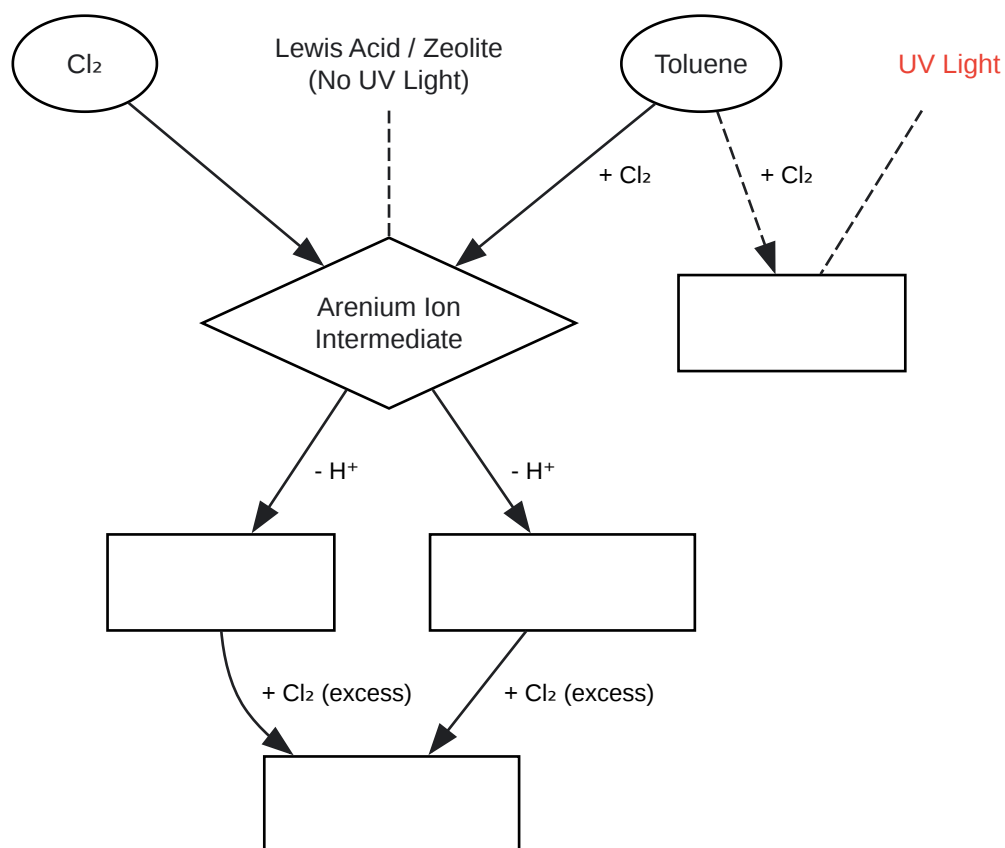 Cl₂
Lewis Acid / Zeolite
(No UV Light)
Toluene
UV Light
+ Cl₂
+ Cl₂
Arenium Ion
Intermediate
- H⁺
- H⁺
+ Cl₂ (excess)
+ Cl₂ (excess)